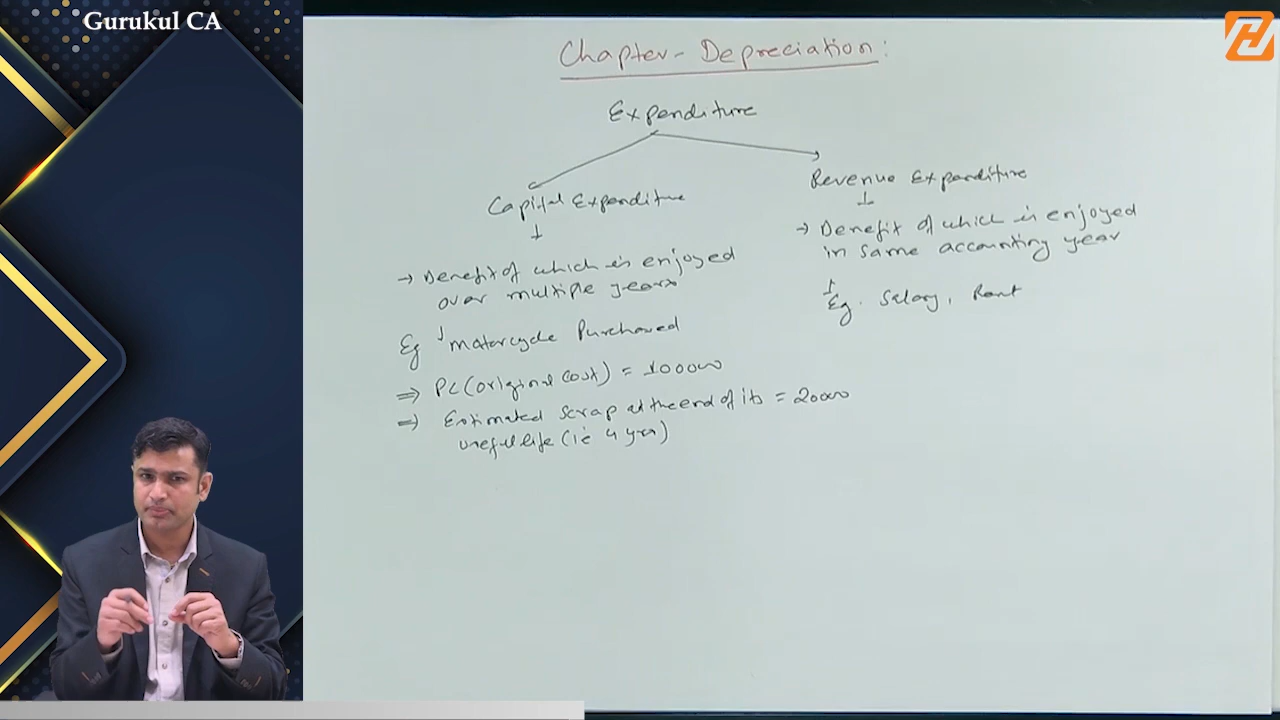 Gurukul CA
Chapter - Depreciation:
Expenditure
Capital Expenditure
→ Benefit of which is enjoyed
over multiple years
Eg motorcycle Purchased
⇒ PC (original cost) = 100000
⇒ Estimated scrap at the end of its = 20000
useful life (i.e 4 yrs)
Revenue Expenditure
→ Benefit of which is enjoyed
in same accounting year
Eg. Salary, Rent